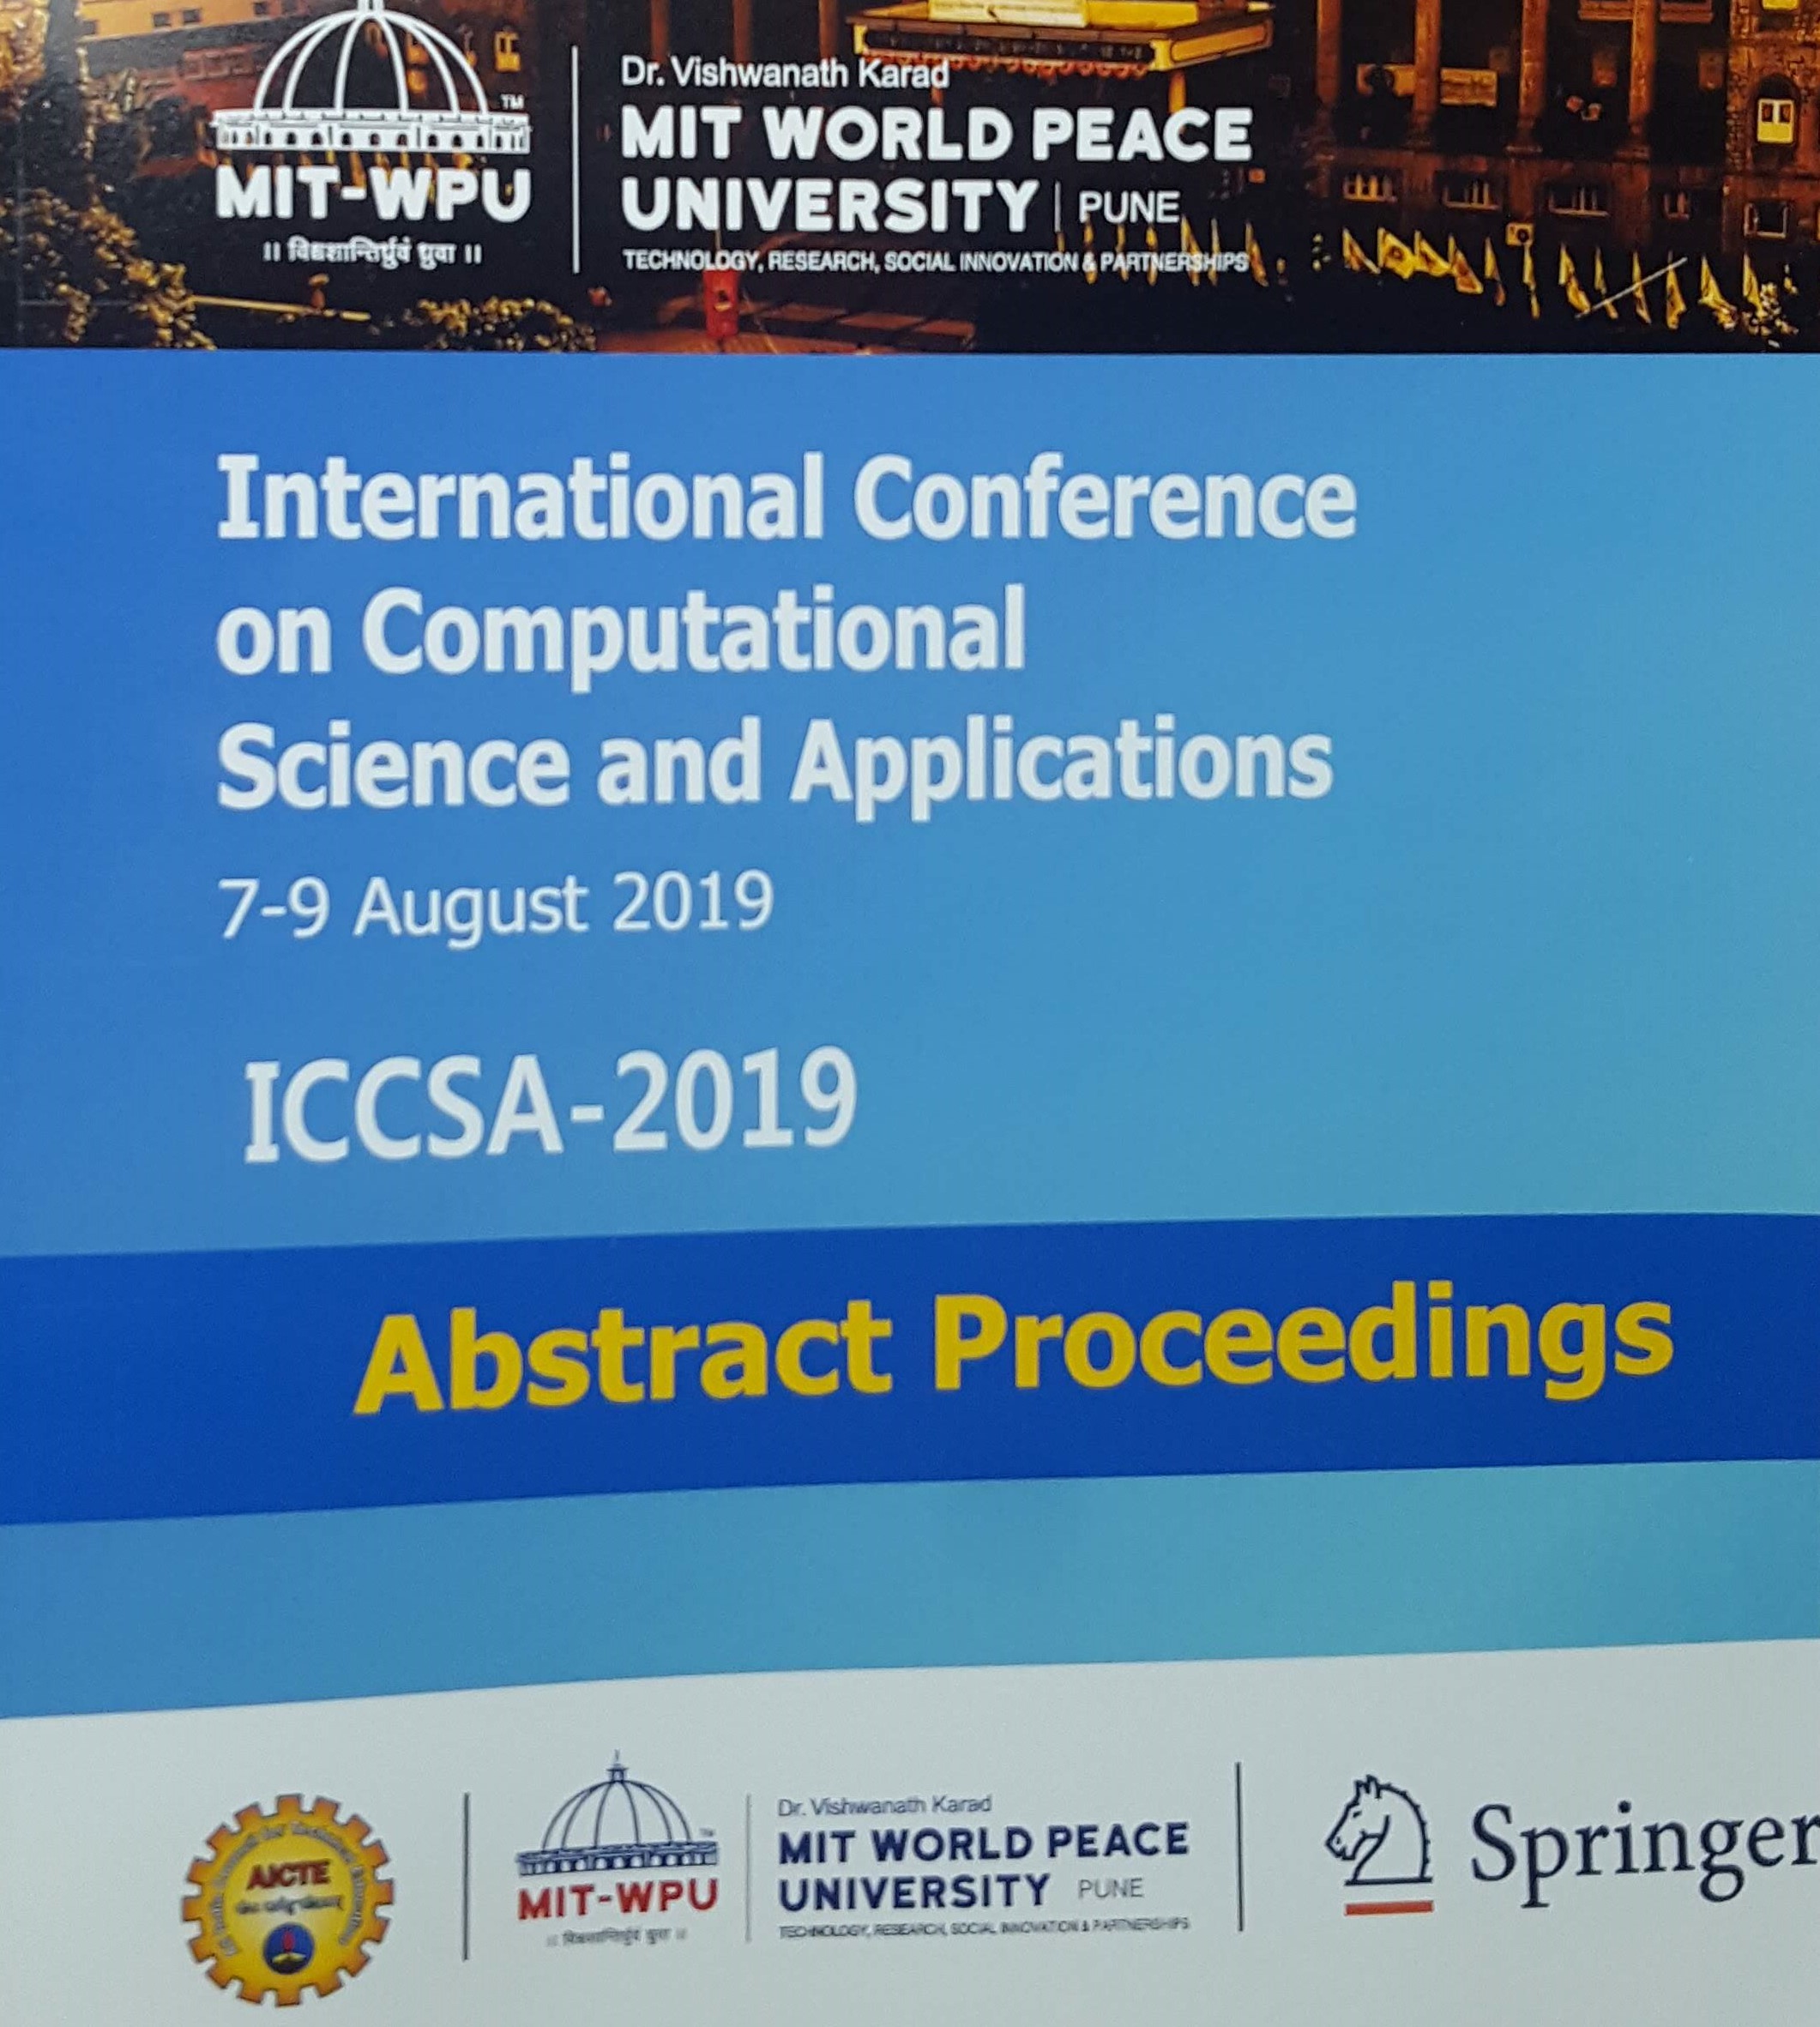 Dr. Vishwanath Karad
TM
MIT WORLD PEACE
MIT-WPU
UNIVERSITY | PUNE
॥ विश्वशान्तिर्ध्रुवं ध्रुवा ॥
TECHNOLOGY, RESEARCH, SOCIAL INNOVATION & PARTNERSHIPS
International Conference
on Computational
Science and Applications
7-9 August 2019
ICCSA-2019
Abstract Proceedings
AICTE
MIT-WPU
Dr. Vishwanath Karad
MIT WORLD PEACE
UNIVERSITY PUNE
TECHNOLOGY, RESEARCH, SOCIAL INNOVATION & PARTNERSHIPS
Springer